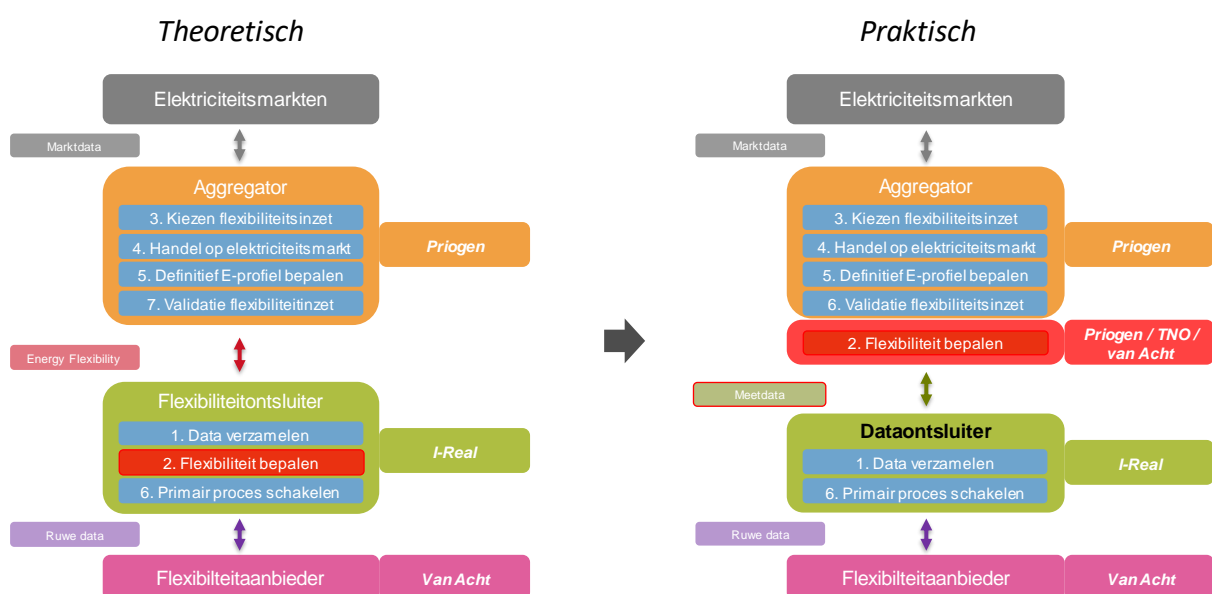 Theoretisch
Elektriciteitsmarkten
Marktdata
Aggregator
3. Kiezen flexibiliteitsinzet
4. Handel op elektriciteitsmarkt
5. Definitief E-profiel bepalen
7. Validatie flexibiliteitinzet
Priogen
Energy Flexibility
Flexibiliteitontsluiter
1. Data verzamelen
2. Flexibiliteit bepalen
6. Primair proces schakelen
I-Real
Ruwe data
Flexibilteitaanbieder
Van Acht
Praktisch
Elektriciteitsmarkten
Marktdata
Aggregator
3. Kiezen flexibiliteitsinzet
4. Handel op elektriciteitsmarkt
5. Definitief E-profiel bepalen
6. Validatie flexibiliteitsinzet
Priogen
2. Flexibiliteit bepalen
Priogen / TNO /
van Acht
Meetdata
Dataontsluiter
1. Data verzamelen
6. Primair proces schakelen
I-Real
Ruwe data
Flexibilteitaanbieder
Van Acht